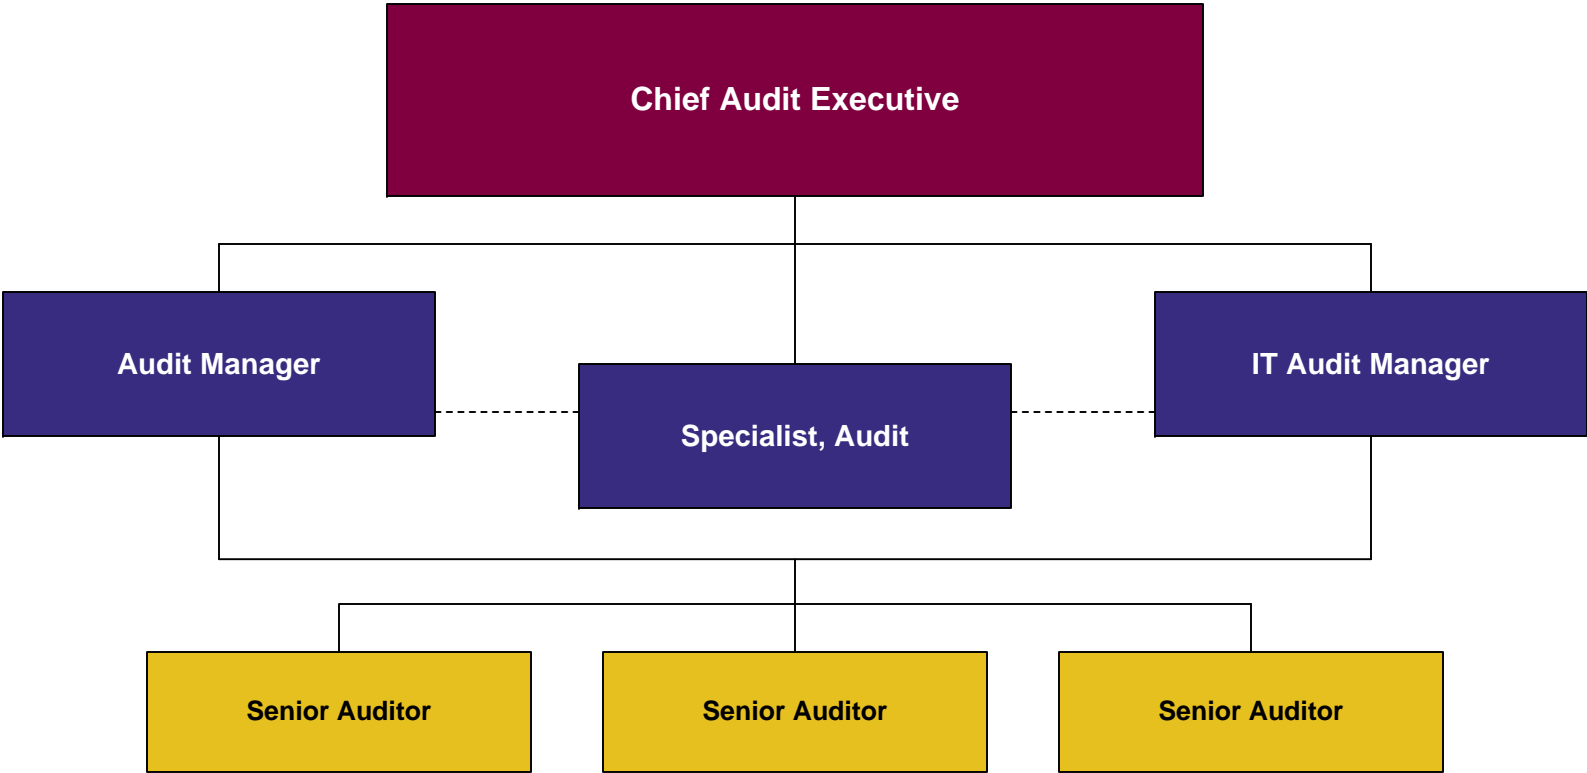 Chief Audit Executive
Audit Manager
Specialist, Audit
IT Audit Manager
Senior Auditor
Senior Auditor
Senior Auditor